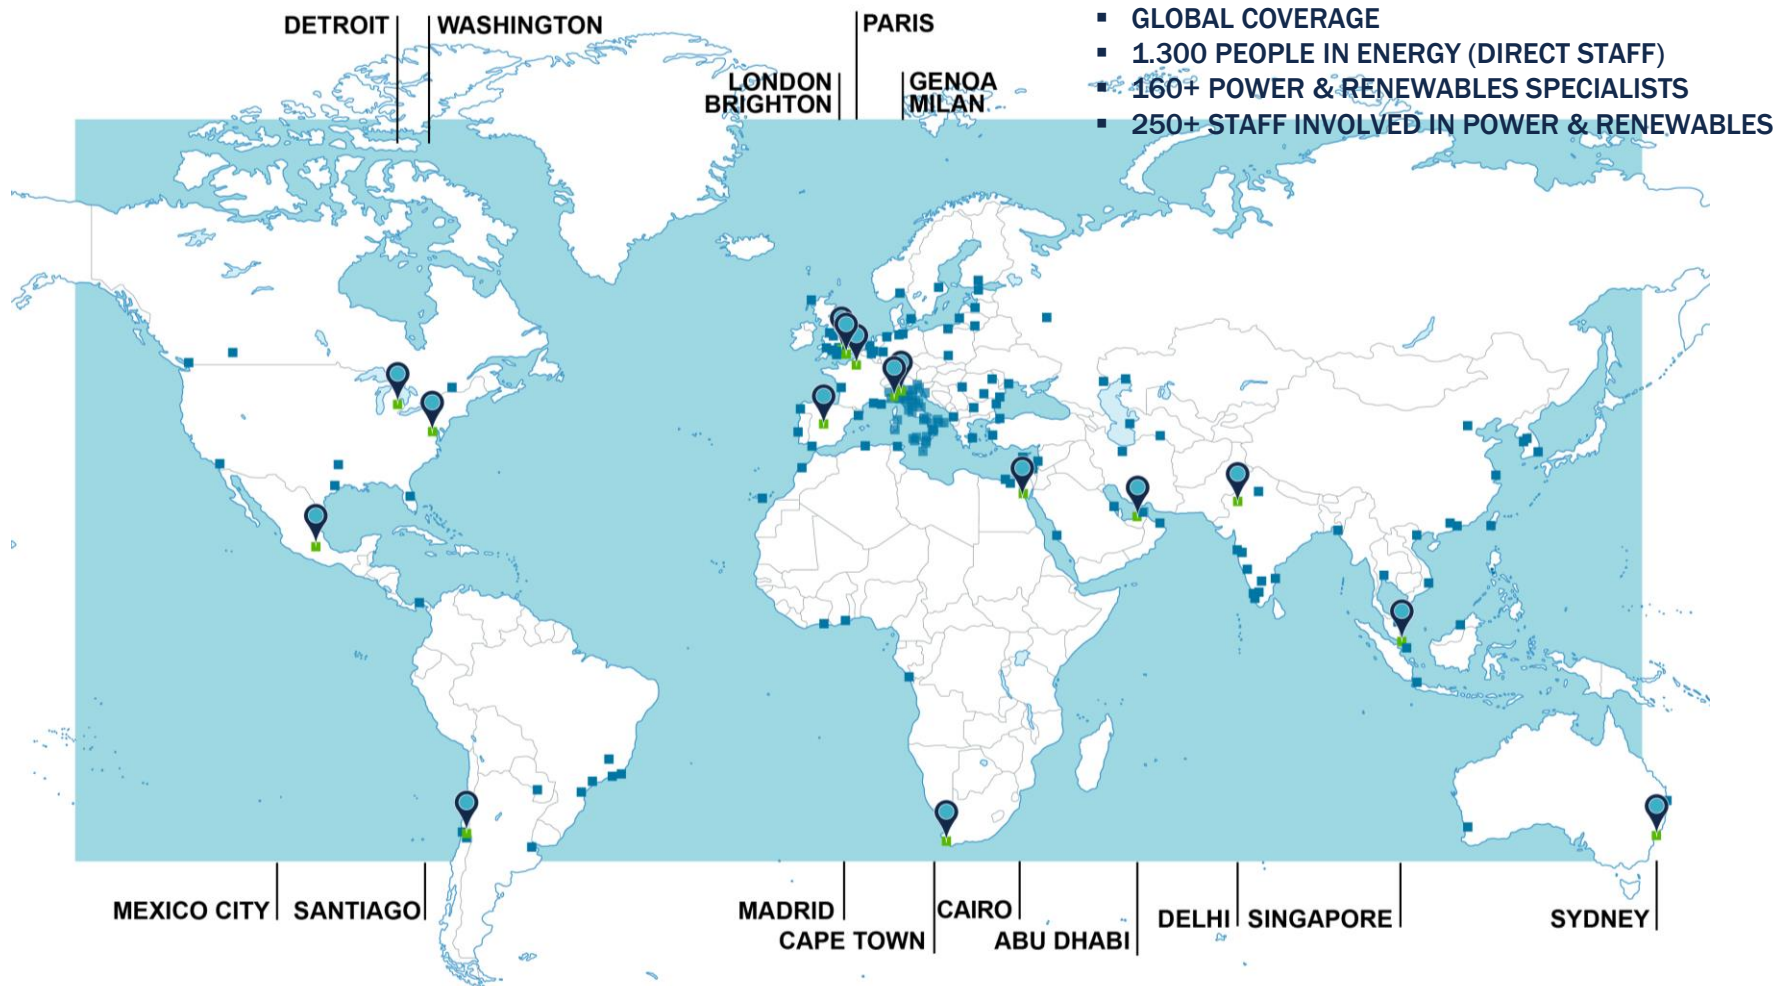 DETROIT
WASHINGTON
PARIS
LONDON
BRIGHTON
GENOA
MILAN
▪ GLOBAL COVERAGE
▪ 1.300 PEOPLE IN ENERGY (DIRECT STAFF)
▪ 160+ POWER & RENEWABLES SPECIALISTS
▪ 250+ STAFF INVOLVED IN POWER & RENEWABLES
MEXICO CITY
SANTIAGO
MADRID
CAPE TOWN
CAIRO
ABU DHABI
DELHI
SINGAPORE
SYDNEY